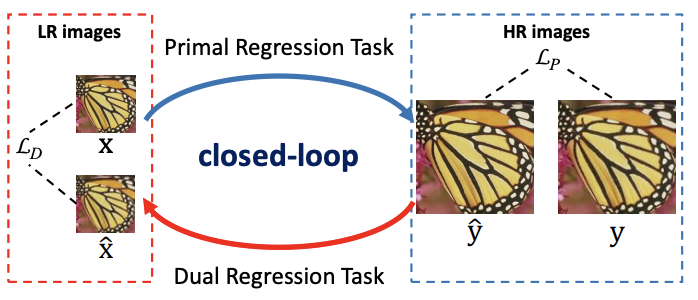 LR images
Primal Regression Task
HR images
ℒ_P
x
ℒ_D
closed-loop
x̂
ŷ
y
Dual Regression Task